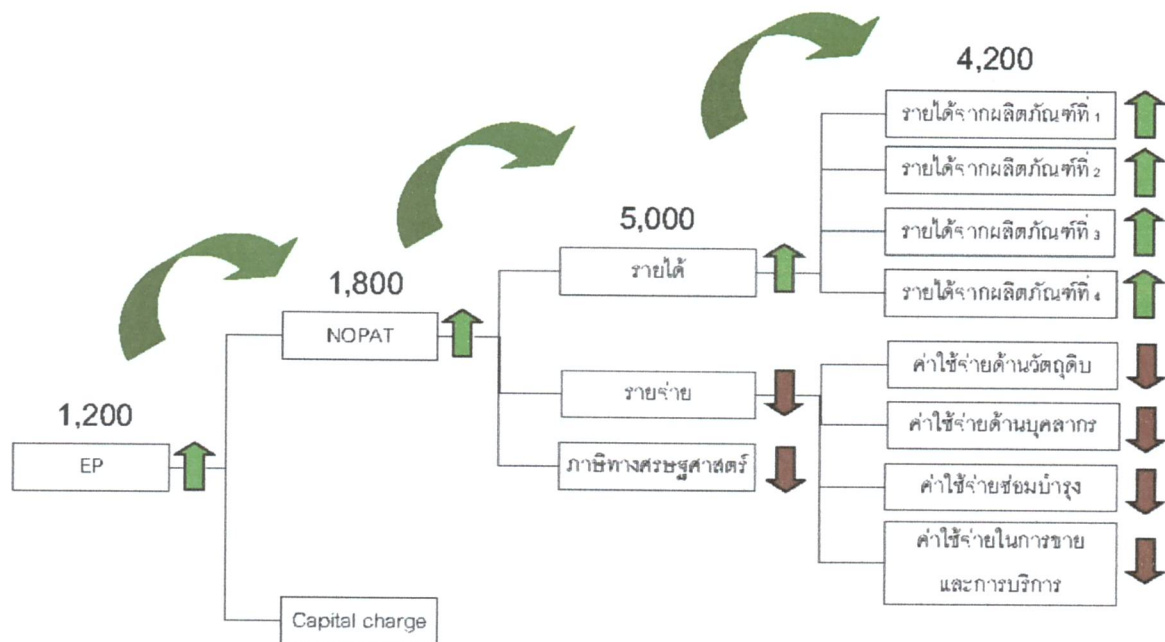 4,200
รายได้จากผลิตภัณฑ์ที่ 1
รายได้จากผลิตภัณฑ์ที่ 2
รายได้จากผลิตภัณฑ์ที่ 3
รายได้จากผลิตภัณฑ์ที่ 4
5,000
รายได้
1,800
NOPAT
รายจ่าย
ภาษีทางเศรษฐศาสตร์
ค่าใช้จ่ายด้านวัตถุดิบ
ค่าใช้จ่ายด้านบุคลากร
ค่าใช้จ่ายซ่อมบำรุง
ค่าใช้จ่ายในการขาย
และการบริการ
1,200
EP
Capital charge